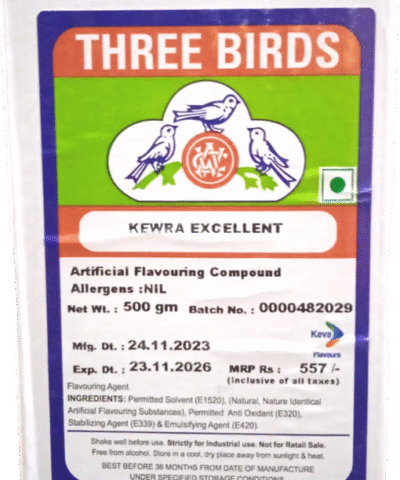 THREE BIRDS
KEWRA EXCELLENT
Artificial Flavouring Compound
Allergens :NiL
Net Wt. : 500 gm Batch No. : 0000482029
Keva
Flavours
Mfg. Dt. : 24.11.2023
Exp. Dt. : 23.11.2026 MRP Rs : 557 /-
(Inclusive of all taxes)
Flavouring Agent
INGREDIENTS: Permitted Solvent (E1520), (Natural, Nature Identical
Artificial Flavouring Substances), Permitted Anti Oxidant (E320),
Stabilizing Agent (E339) & Emulsifying Agent (E420)
Shake well before use. Strictly for Industrial use. Not for Retail Sale.
Free from alcohol. Store in a cool, dry place away from sunlight & heat.
BEST BEFORE 36 MONTHS FROM DATE OF MANUFACTURE
UNDER SPECIFIED STORAGE CONDITIONS